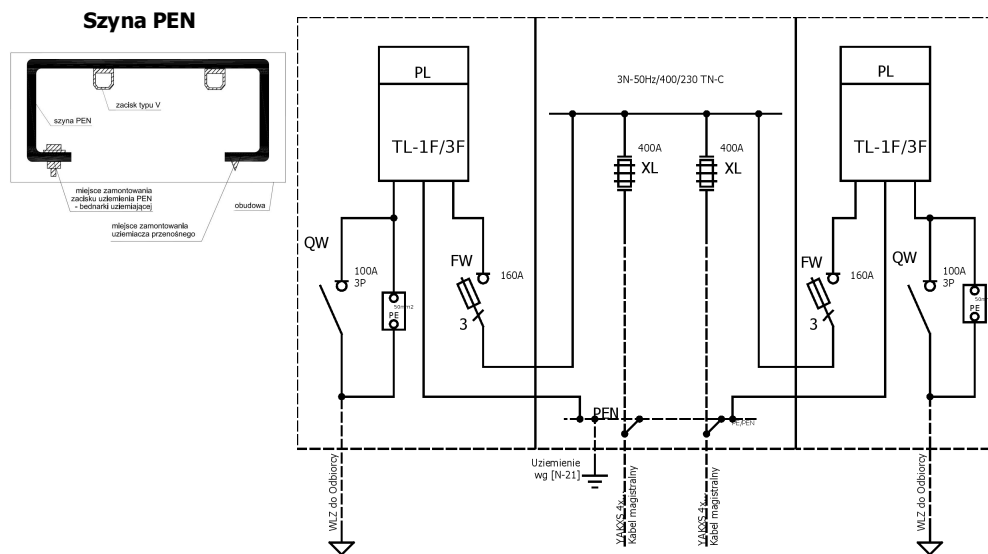 Szyna PEN
zacisk typu V
szyna PEN
miejsce zamontowania
zacisku uziemienia PEN
- bednarki uziemiającej
obudowa
miejsce zamontowania
uziemiacza przenośnego
PL
TL-1F/3F
QW
100A
3P
50mm2
PE
FW
160A
3
WLZ do Odbiorcy
3N-50Hz/400/230 TN-C
400A
XL
400A
XL
PEN
PE/PEN
Uziemienie
wg [N-21]
YAKXS 4x...
Kabel magistralny
YAKXS 4x...
Kabel magistralny
PL
TL-1F/3F
FW
160A
3
QW
100A
3P
PE
WLZ do Odbiorcy